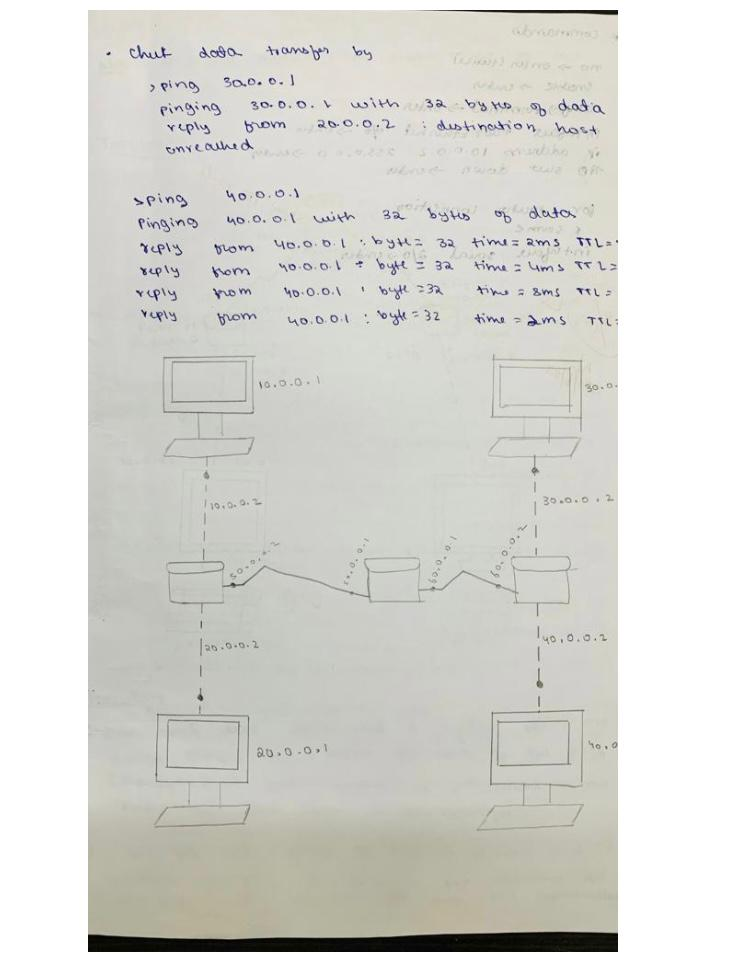 • Chek data transfer by
>ping 30.0.0.1
pinging 30.0.0.1 with 32 bytes of data
reply from 20.0.0.2 : destination host
unreached
>ping 40.0.0.1
Pinging 40.0.0.1 with 32 bytes of data :
reply from 40.0.0.1 : byte = 32 time = 2ms TTL =
reply from 40.0.0.1 : byte = 32 time = 4ms TTL =
reply from 40.0.0.1 : byte = 32 time = 8ms TTL =
reply from 40.0.0.1 : byte = 32 time = 2ms TTL =
10.0.0.1
30.0.
10.0.0.2
30.0.0.2
50.0.0.2
50.0.0.1
60.0.0.1
60.0.0.2
20.0.0.2
40.0.0.2
20.0.0.1
40.0